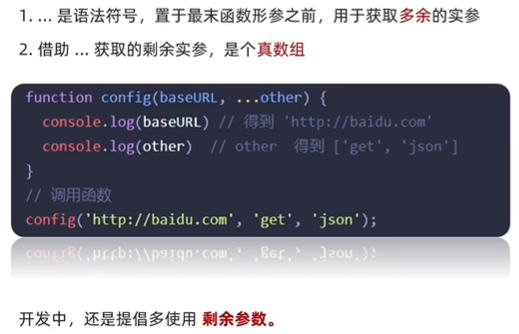 1. ... 是语法符号，置于最末函数形参之前，用于获取多余的实参
2. 借助 ... 获取的剩余实参，是个真数组
function config(baseURL, ...other) {
  console.log(baseURL) // 得到 'http://baidu.com'
  console.log(other)  // other  得到 ['get', 'json']
}
// 调用函数
config('http://baidu.com', 'get', 'json');
开发中，还是提倡多使用 剩余参数。